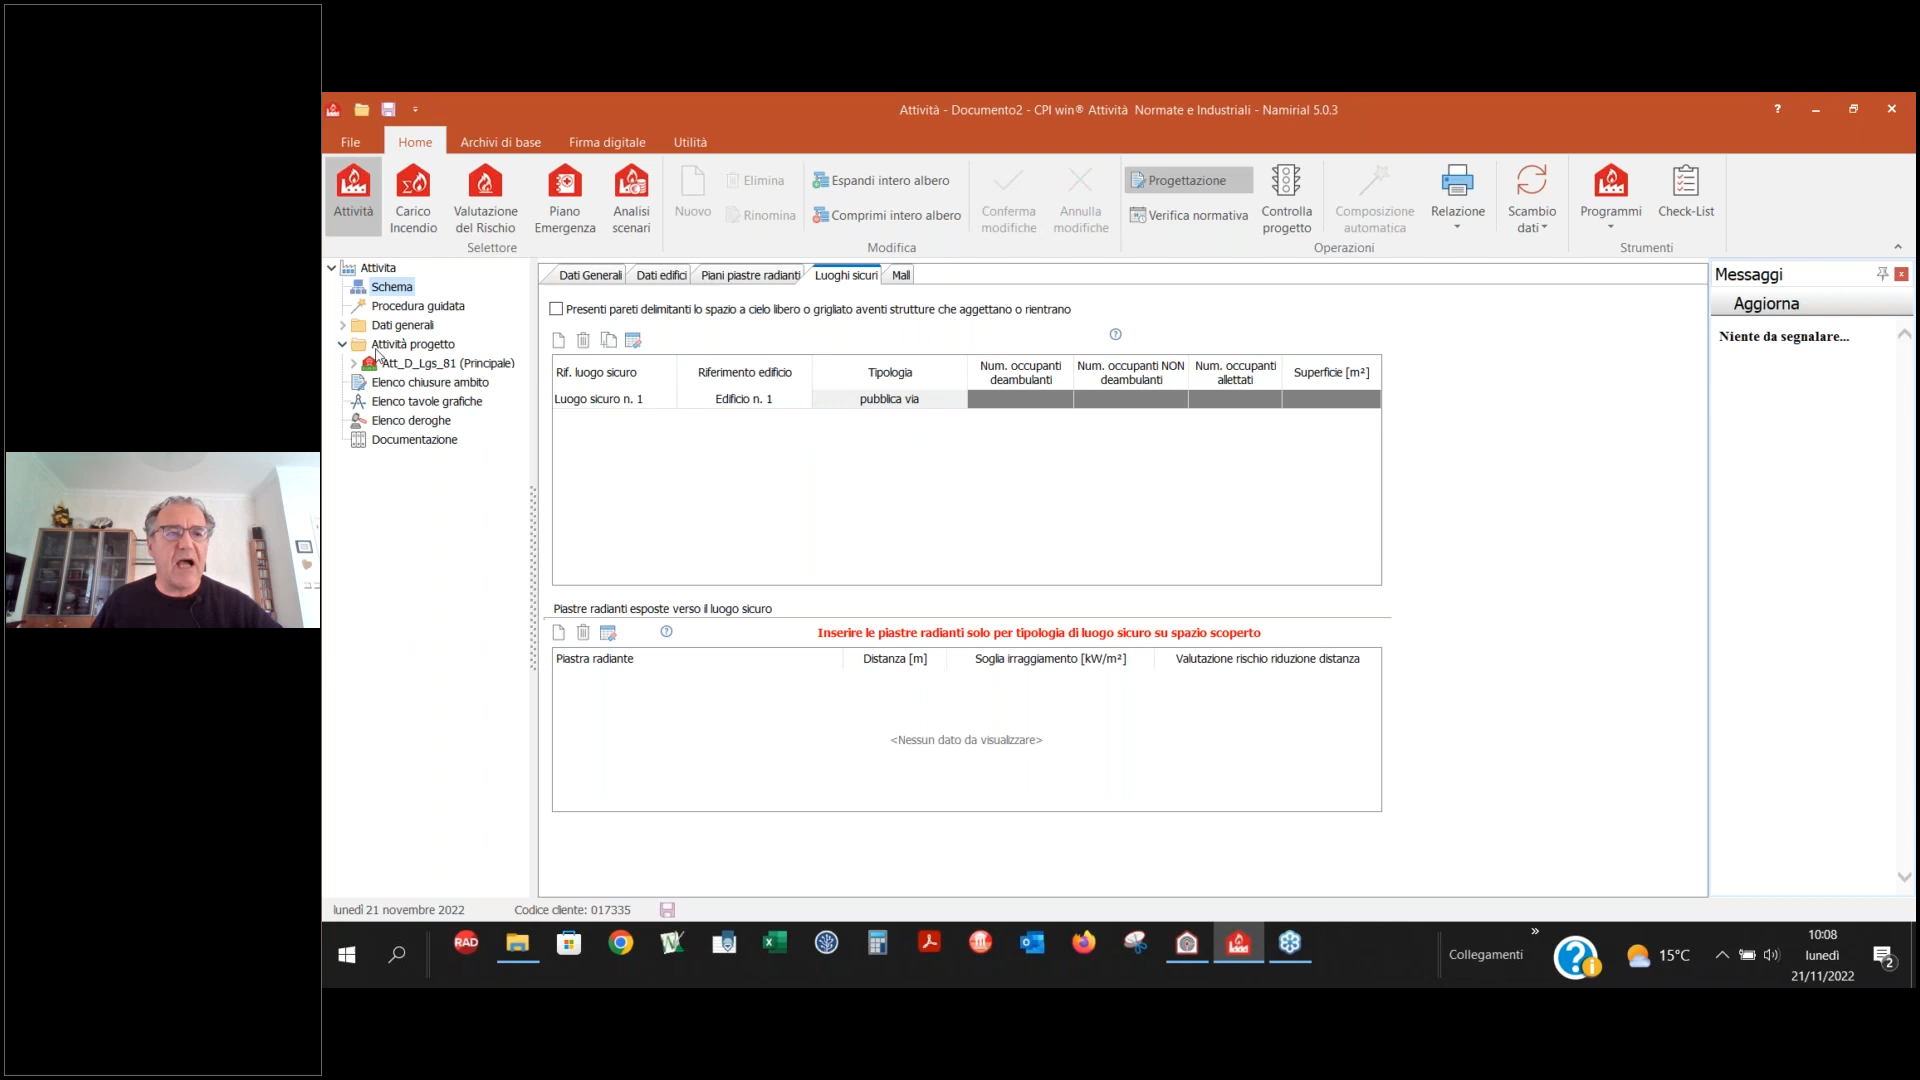 Attività - Documento2 - CPI win® Attività Normate e Industriali - Namirial 5.0.3
File Home Archivi di base Firma digitale Utilità
Attività
Carico Incendio
Valutazione del Rischio
Piano Emergenza
Analisi scenari
Selettore
Nuovo
Elimina
Rinomina
Espandi intero albero
Comprimi intero albero
Conferma modifiche
Annulla modifiche
Modifica
Progettazione
Verifica normativa
Controlla progetto
Composizione automatica
Relazione
Operazioni
Scambio dati
Programmi
Check-List
Strumenti
Attivita
Schema
Procedura guidata
Dati generali
Attività progetto
Att_D_Lgs_81 (Principale)
Elenco chiusure ambito
Elenco tavole grafiche
Elenco deroghe
Documentazione
Dati Generali Dati edifici Piani piastre radianti Luoghi sicuri Mall
Presenti pareti delimitanti lo spazio a cielo libero o grigliato aventi strutture che aggettano o rientrano
Rif. luogo sicuro Riferimento edificio Tipologia Num. occupanti deambulanti Num. occupanti NON deambulanti Num. occupanti allettati Superficie [m²]
Luogo sicuro n. 1 Edificio n. 1 pubblica via
Piastre radianti esposte verso il luogo sicuro
Inserire le piastre radianti solo per tipologia di luogo sicuro su spazio scoperto
Piastra radiante Distanza [m] Soglia irraggiamento [kW/m²] Valutazione rischio riduzione distanza
<Nessun dato da visualizzare>
Messaggi
Aggiorna
Niente da segnalare...
lunedì 21 novembre 2022 Codice cliente: 017335
RAD
Collegamenti
15°C
10:08
lunedì
21/11/2022
2